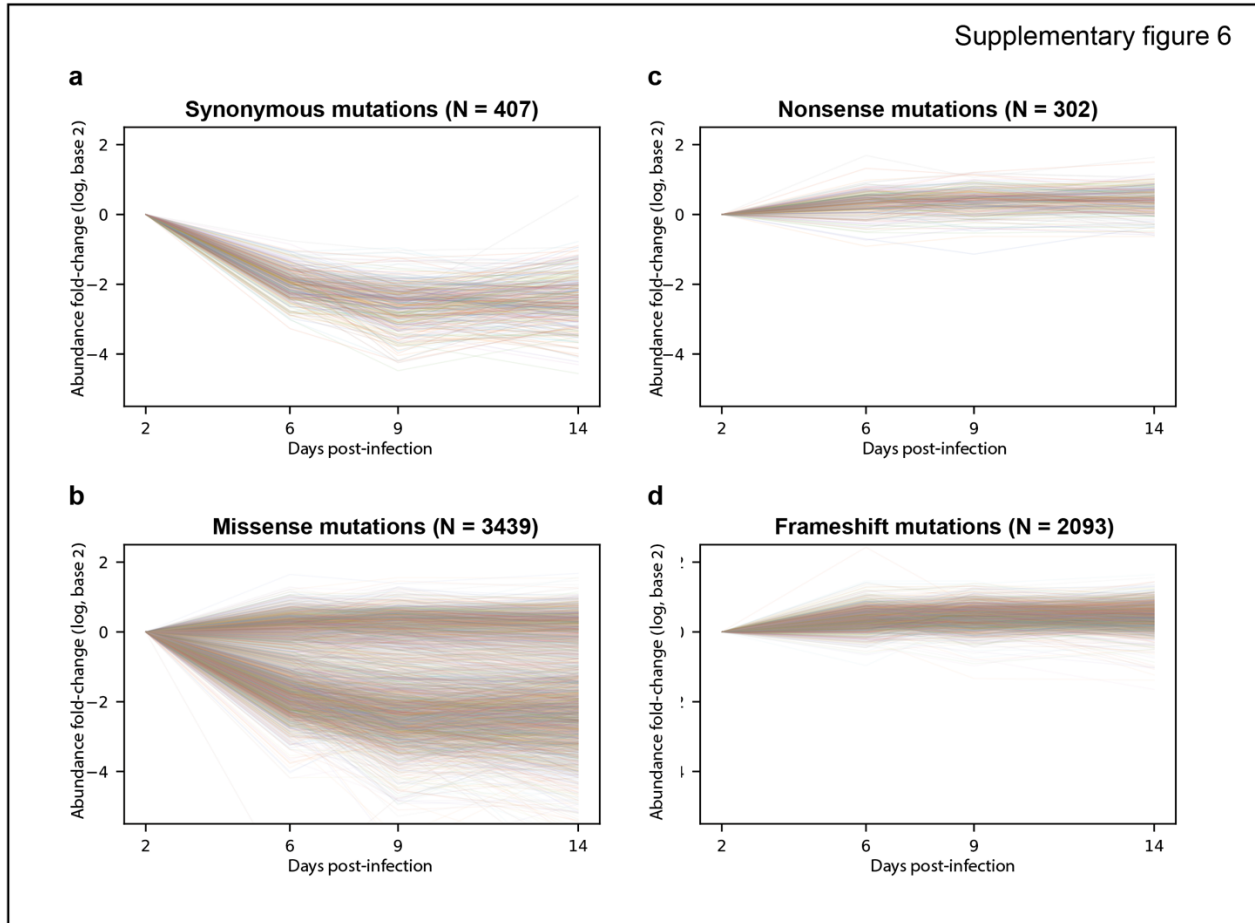 Supplementary figure 6
a
Synonymous mutations (N = 407)
Abundance fold-change (log, base 2)
2
0
−2
−4
2 6 9 14
Days post-infection
c
Nonsense mutations (N = 302)
Abundance fold-change (log, base 2)
2
0
−2
−4
2 6 9 14
Days post-infection
b
Missense mutations (N = 3439)
Abundance fold-change (log, base 2)
2
0
−2
−4
2 6 9 14
Days post-infection
d
Frameshift mutations (N = 2093)
Abundance fold-change (log, base 2)
2
0
2
4
2 6 9 14
Days post-infection